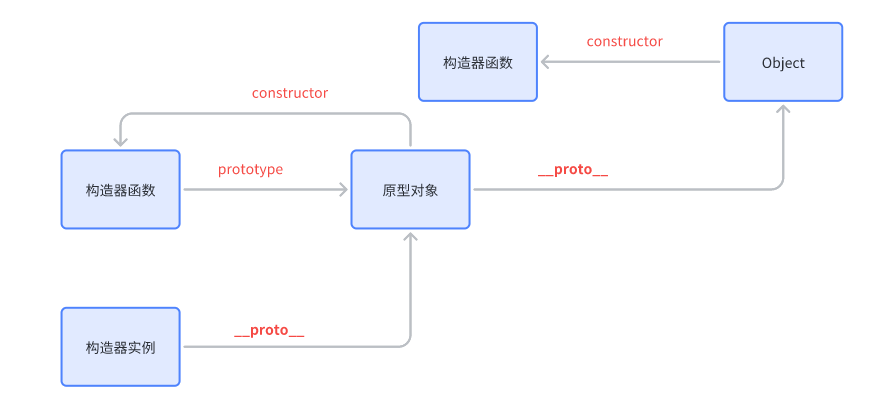 constructor
构造器函数
Object
constructor
构造器函数
prototype
原型对象
__proto__
构造器实例
__proto__